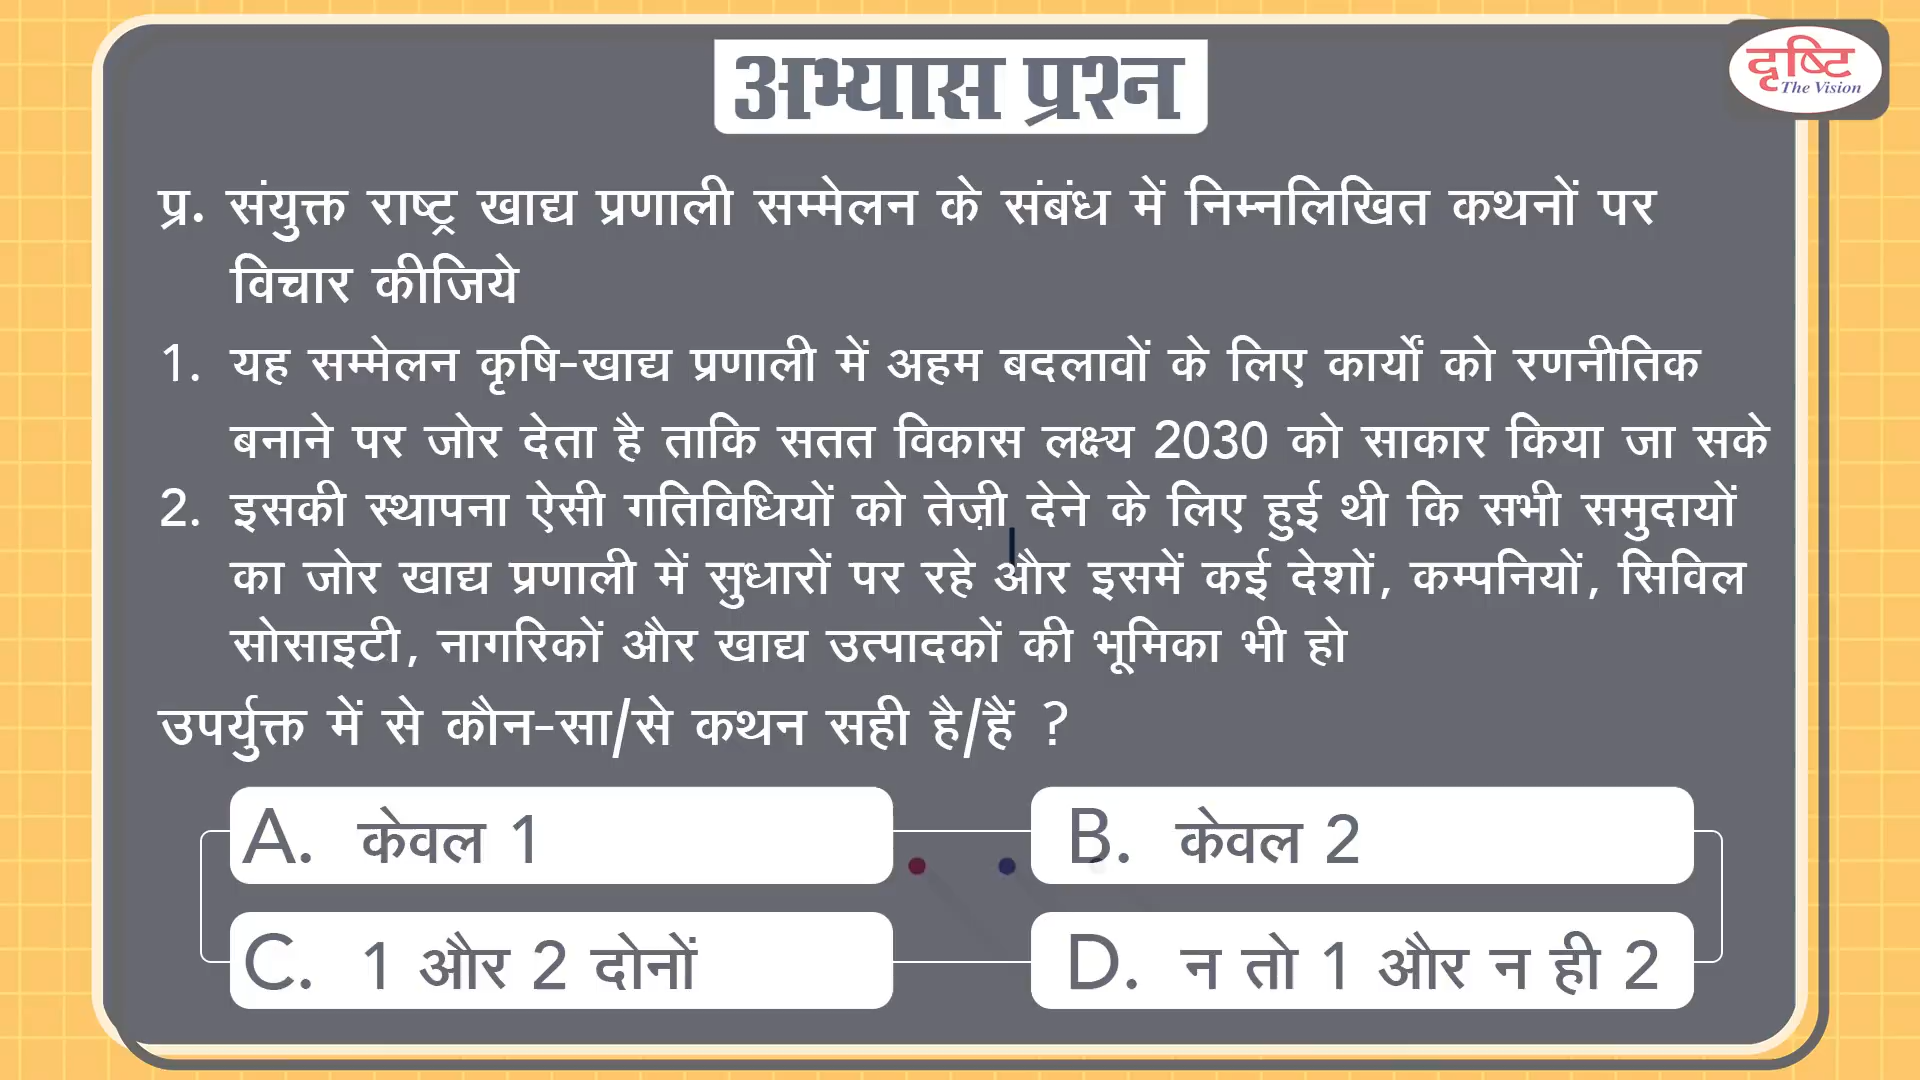 अभ्यास प्रश्न
दृष्टि
The Vision
प्र. संयुक्त राष्ट्र खाद्य प्रणाली सम्मेलन के संबंध में निम्नलिखित कथनों पर
विचार कीजिये
1. यह सम्मेलन कृषि-खाद्य प्रणाली में अहम बदलावों के लिए कार्यों को रणनीतिक
बनाने पर जोर देता है ताकि सतत विकास लक्ष्य 2030 को साकार किया जा सके
2. इसकी स्थापना ऐसी गतिविधियों को तेज़ी देने के लिए हुई थी कि सभी समुदायों
का जोर खाद्य प्रणाली में सुधारों पर रहे और इसमें कई देशों, कम्पनियों, सिविल
सोसाइटी, नागरिकों और खाद्य उत्पादकों की भूमिका भी हो
उपर्युक्त में से कौन-सा/से कथन सही है/हैं ?
A. केवल 1
B. केवल 2
C. 1 और 2 दोनों
D. न तो 1 और न ही 2